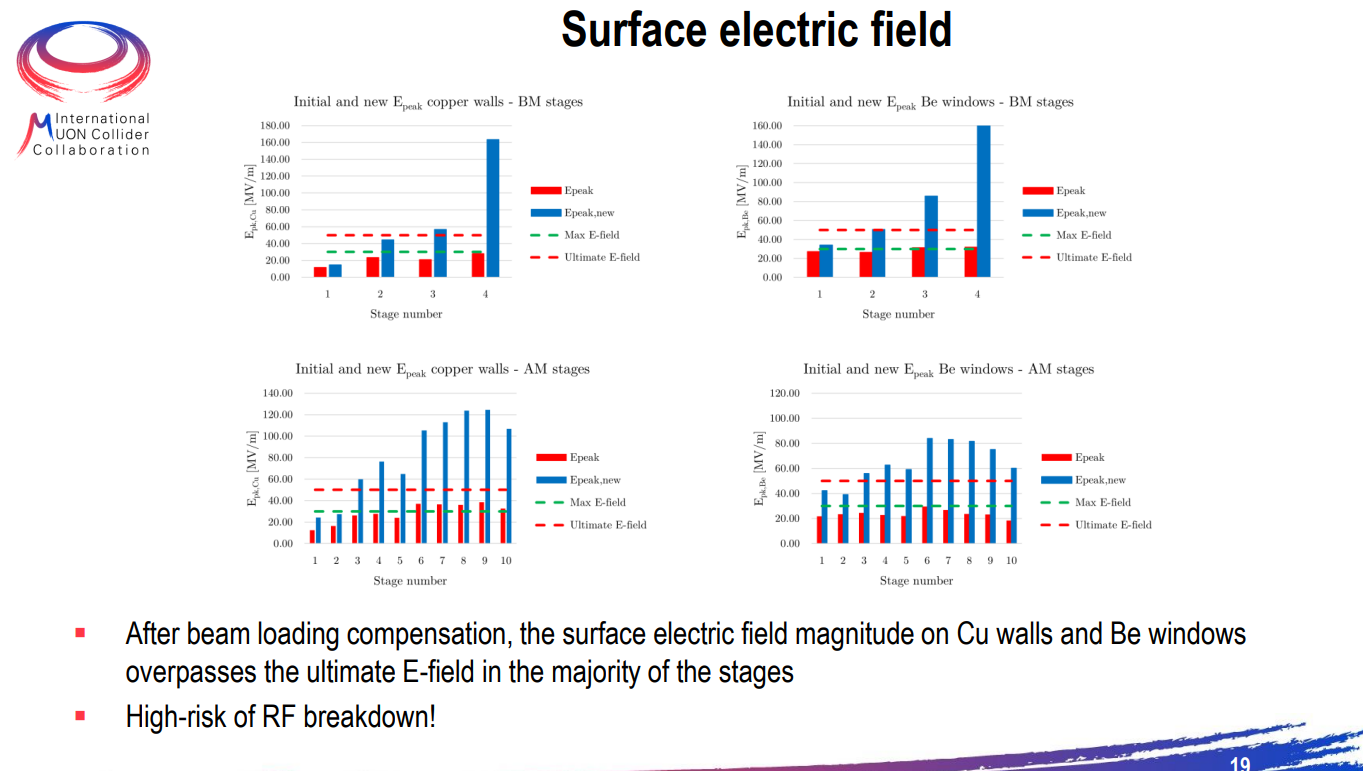 Surface electric field
International
MUON Collider
Collaboration
Initial and new Epeak copper walls - BM stages
180.00
160.00
140.00
120.00
100.00
80.00
60.00
40.00
20.00
0.00
Epk,Cu [MV/m]
1 2 3 4
Stage number
Epeak
Epeak,new
Max E-field
Ultimate E-field
Initial and new Epeak Be windows - BM stages
160.00
140.00
120.00
100.00
80.00
60.00
40.00
20.00
0.00
Epk,Be [MV/m]
1 2 3 4
Stage number
Epeak
Epeak,new
Max E-field
Ultimate E-field
Initial and new Epeak copper walls - AM stages
140.00
120.00
100.00
80.00
60.00
40.00
20.00
0.00
Epk,Cu [MV/m]
1 2 3 4 5 6 7 8 9 10
Stage number
Epeak
Epeak,new
Max E-field
Ultimate E-field
Initial and new Epeak Be windows - AM stages
120.00
100.00
80.00
60.00
40.00
20.00
0.00
Epk,Be [MV/m]
1 2 3 4 5 6 7 8 9 10
Stage number
Epeak
Epeak,new
Max E-field
Ultimate E-field
▪ After beam loading compensation, the surface electric field magnitude on Cu walls and Be windows
overpasses the ultimate E-field in the majority of the stages
▪ High-risk of RF breakdown!
19